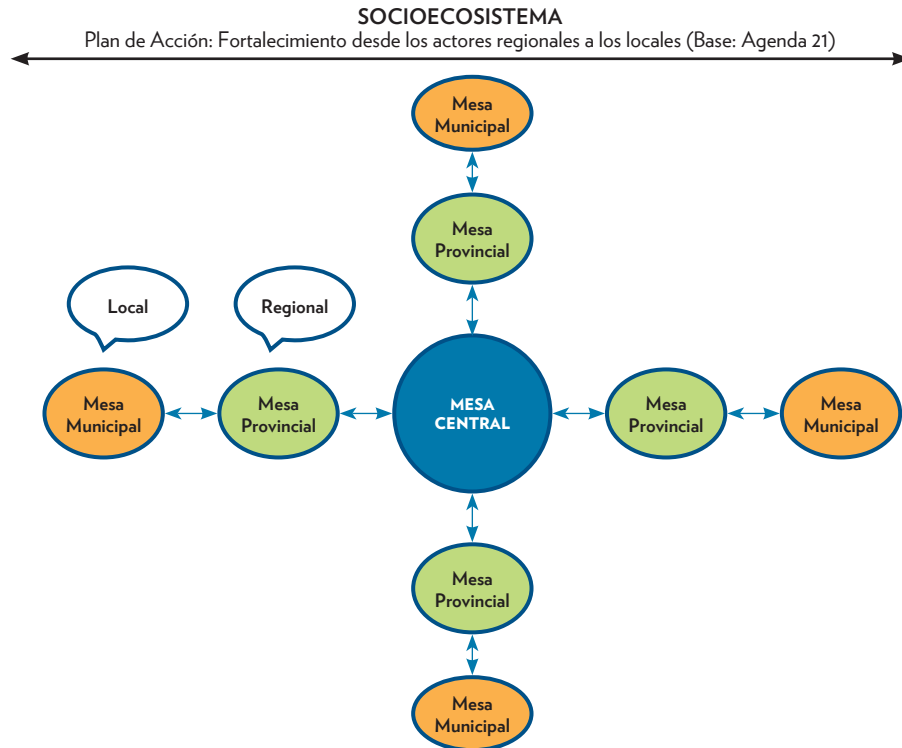 SOCIOECOSISTEMA
Plan de Acción: Fortalecimiento desde los actores regionales a los locales (Base: Agenda 21)
Mesa
Municipal
Mesa
Provincial
Local
Regional
Mesa
Municipal
Mesa
Provincial
MESA
CENTRAL
Mesa
Provincial
Mesa
Municipal
Mesa
Provincial
Mesa
Municipal